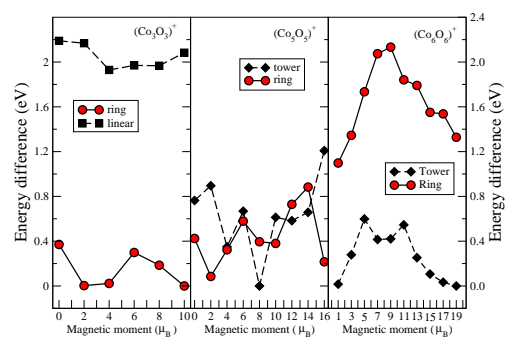 (Co3O3)+
(Co5O5)+
(Co6O6)+
2.4
2
1.6
1.2
0.8
0.4
0
Energy difference (eV)
ring
linear
tower
ring
Tower
Ring
2.4
2
1.6
1.2
0.8
0.4
0
Energy difference (eV)
0 2 4 6 8 10
0 2 4 6 8 10 12 14 16
1 3 5 7 9 11 13 15 17 19
Magnetic moment (μB)
Magnetic moment (μB)
Magnetic moment (μB)